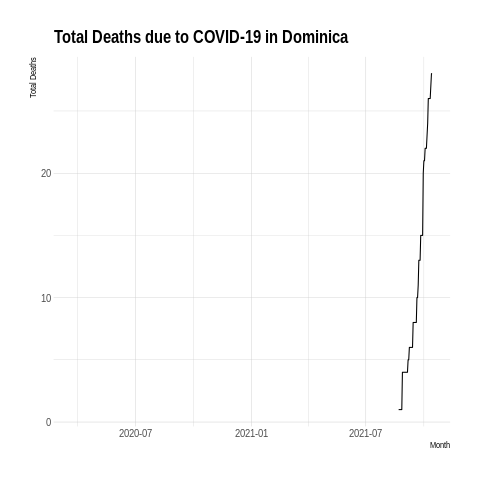 Total Deaths due to COVID-19 in Dominica
Total Deaths
20
10
0
2020-07 2021-01 2021-07
Month